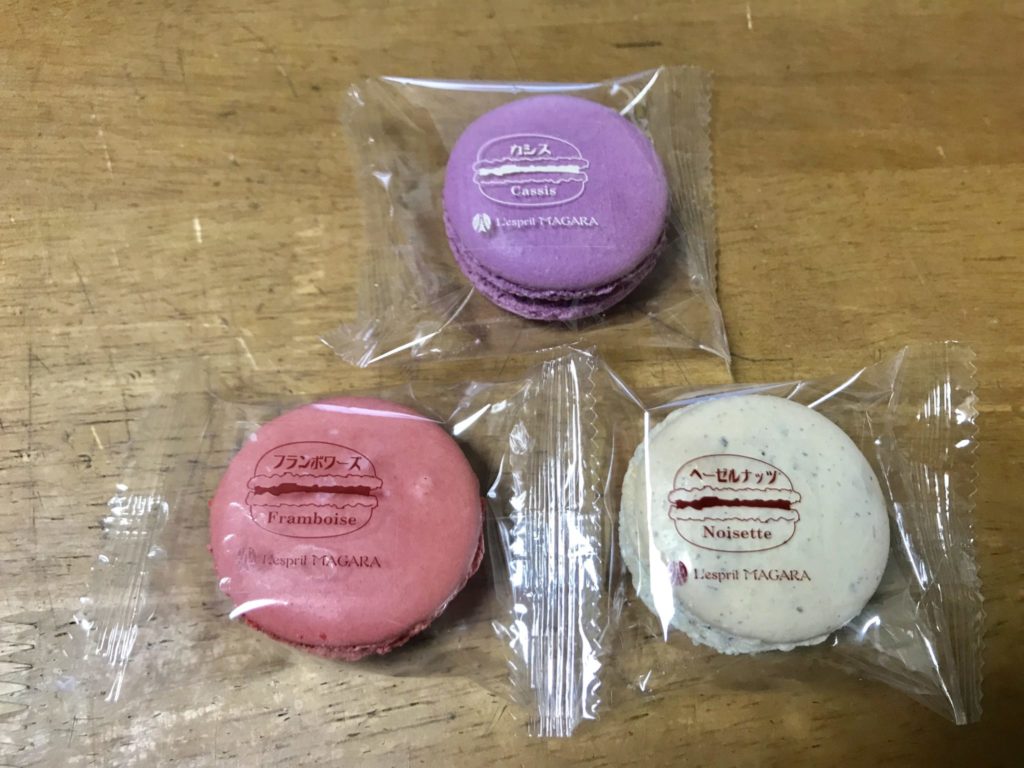 カシス
Cassis
L'esprit MAGARA
フランボワーズ
Framboise
L'esprit MAGARA
ヘーゼルナッツ
Noisette
L'esprit MAGARA